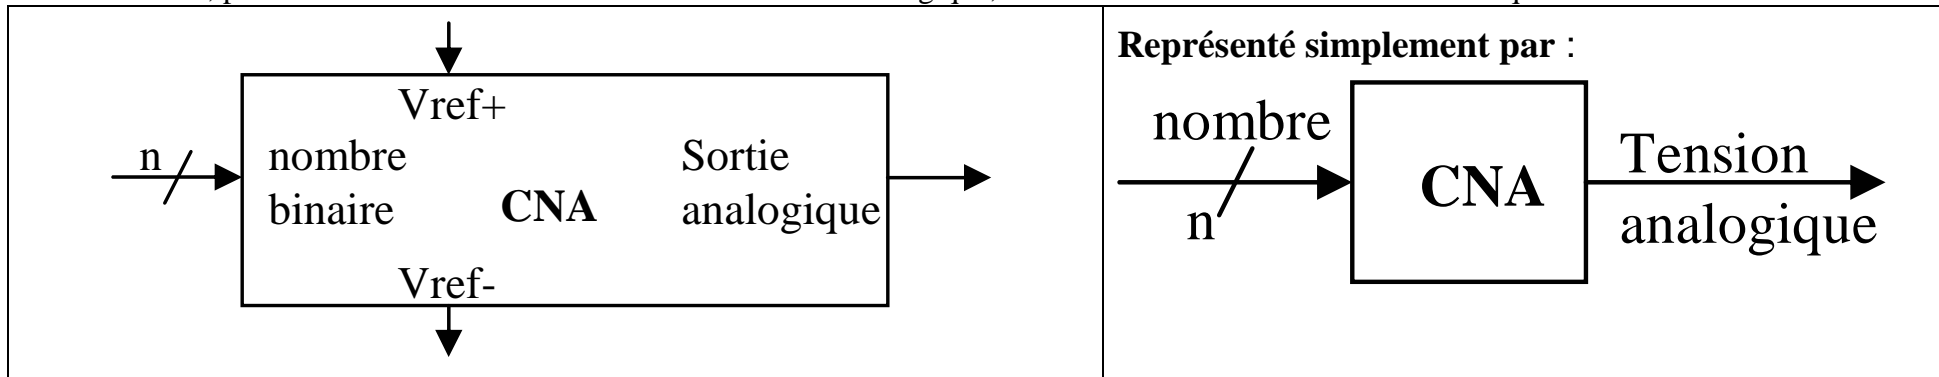 Vref+
n
nombre
binaire
CNA
Sortie
analogique
Vref-
Représenté simplement par :
nombre
n
CNA
Tension
analogique